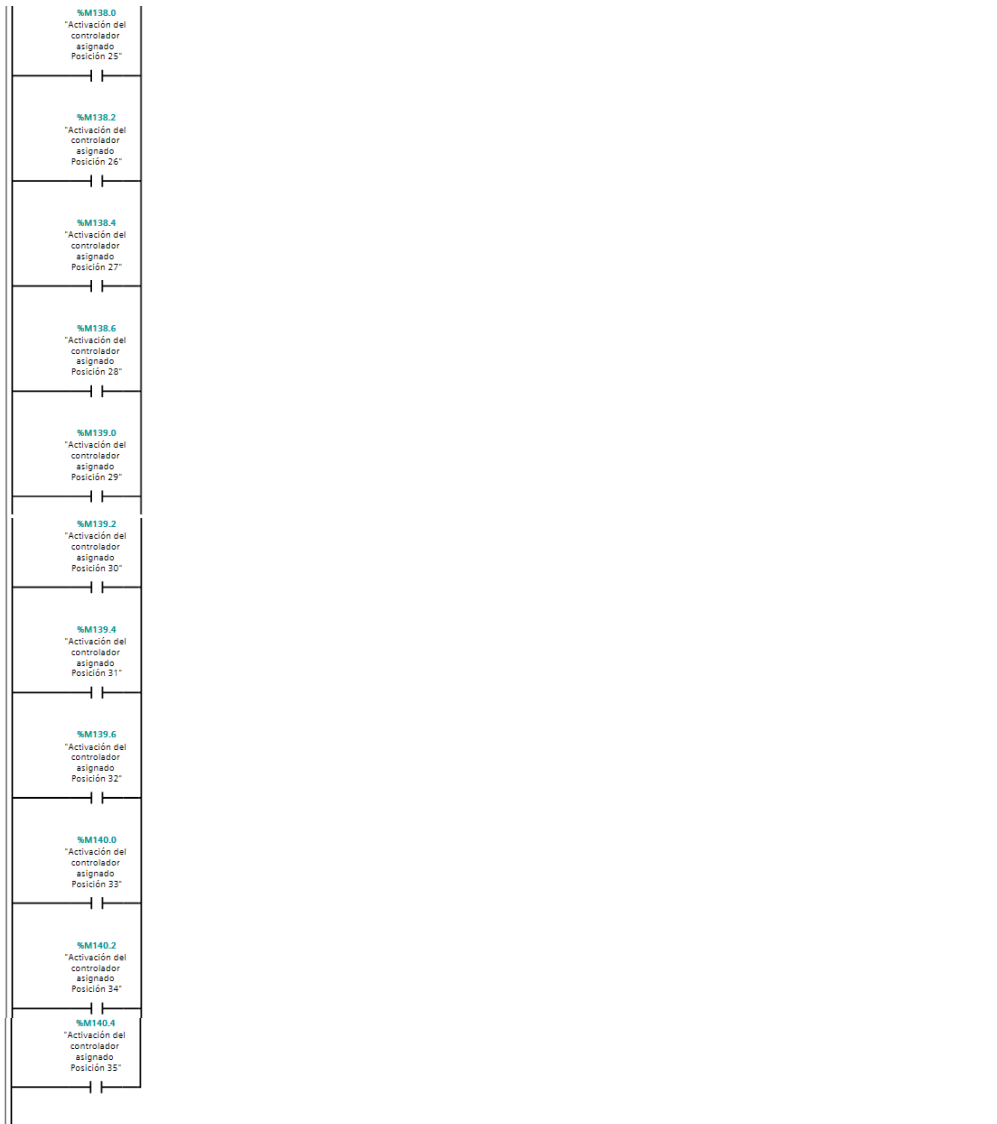 %M138.0
"Activación del
controlador
asignado
Posición 25"
%M138.2
"Activación del
controlador
asignado
Posición 26"
%M138.4
"Activación del
controlador
asignado
Posición 27"
%M138.6
"Activación del
controlador
asignado
Posición 28"
%M139.0
"Activación del
controlador
asignado
Posición 29"
%M139.2
"Activación del
controlador
asignado
Posición 30"
%M139.4
"Activación del
controlador
asignado
Posición 31"
%M139.6
"Activación del
controlador
asignado
Posición 32"
%M140.0
"Activación del
controlador
asignado
Posición 33"
%M140.2
"Activación del
controlador
asignado
Posición 34"
%M140.4
"Activación del
controlador
asignado
Posición 35"